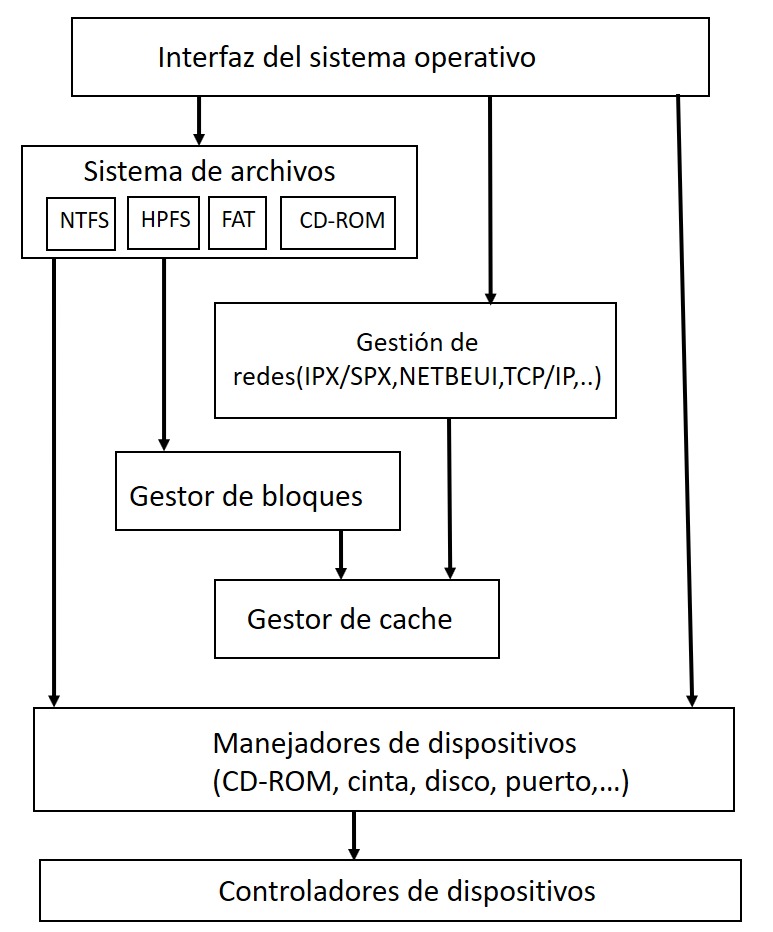 Interfaz del sistema operativo
Sistema de archivos
NTFS
HPFS
FAT
CD-ROM
Gestión de
redes(IPX/SPX,NETBEUI,TCP/IP,..)
Gestor de bloques
Gestor de cache
Manejadores de dispositivos
(CD-ROM, cinta, disco, puerto,...)
Controladores de dispositivos